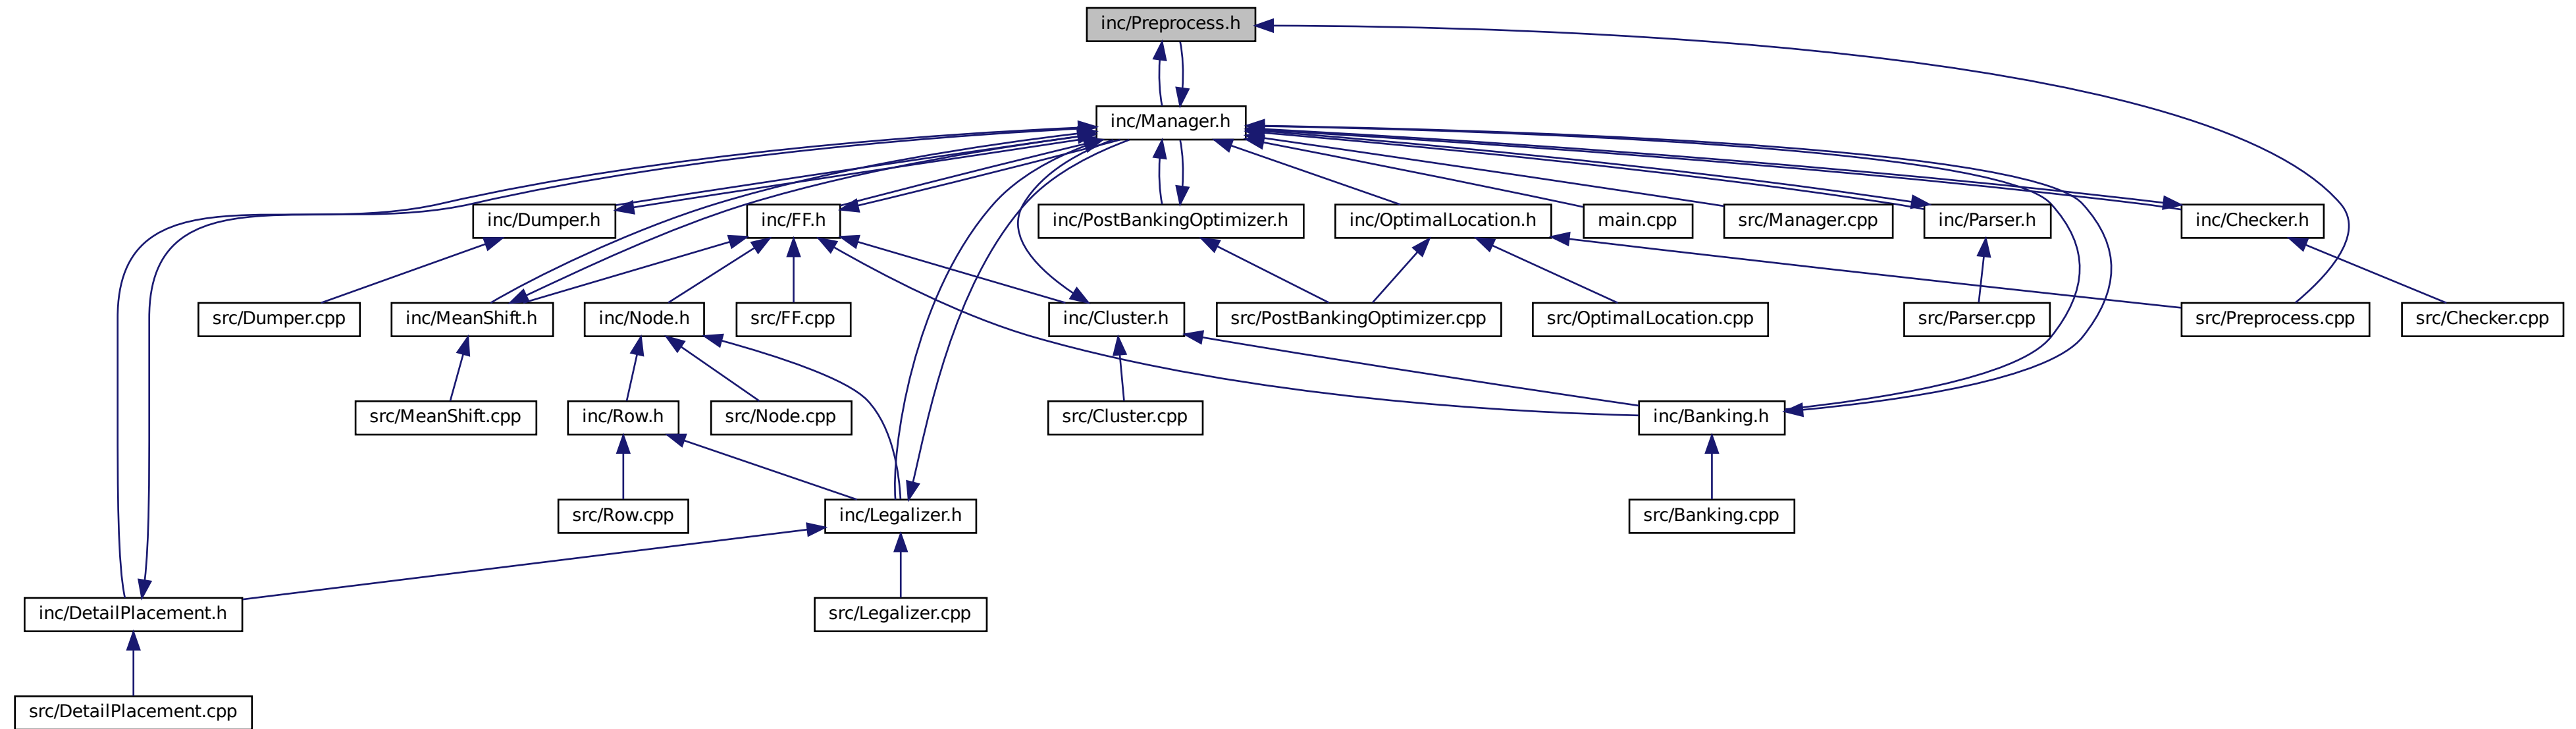 inc/Preprocess.h
inc/Manager.h
inc/Dumper.h
inc/FF.h
inc/PostBankingOptimizer.h
inc/OptimalLocation.h
main.cpp
src/Manager.cpp
inc/Parser.h
inc/Checker.h
src/Dumper.cpp
inc/MeanShift.h
inc/Node.h
src/FF.cpp
inc/Cluster.h
src/PostBankingOptimizer.cpp
src/OptimalLocation.cpp
src/Parser.cpp
src/Preprocess.cpp
src/Checker.cpp
src/MeanShift.cpp
inc/Row.h
src/Node.cpp
src/Cluster.cpp
inc/Banking.h
src/Row.cpp
inc/Legalizer.h
src/Banking.cpp
inc/DetailPlacement.h
src/Legalizer.cpp
src/DetailPlacement.cpp